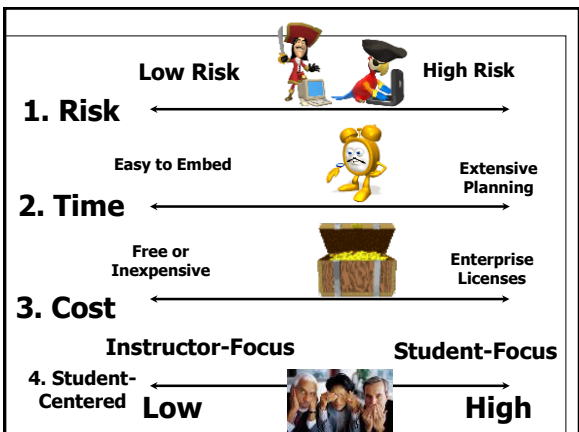 Low Risk
High Risk
1. Risk
Easy to Embed
Extensive
Planning
2. Time
Free or
Inexpensive
Enterprise
Licenses
3. Cost
Instructor-Focus
Student-Focus
4. Student-
Centered
Low
High